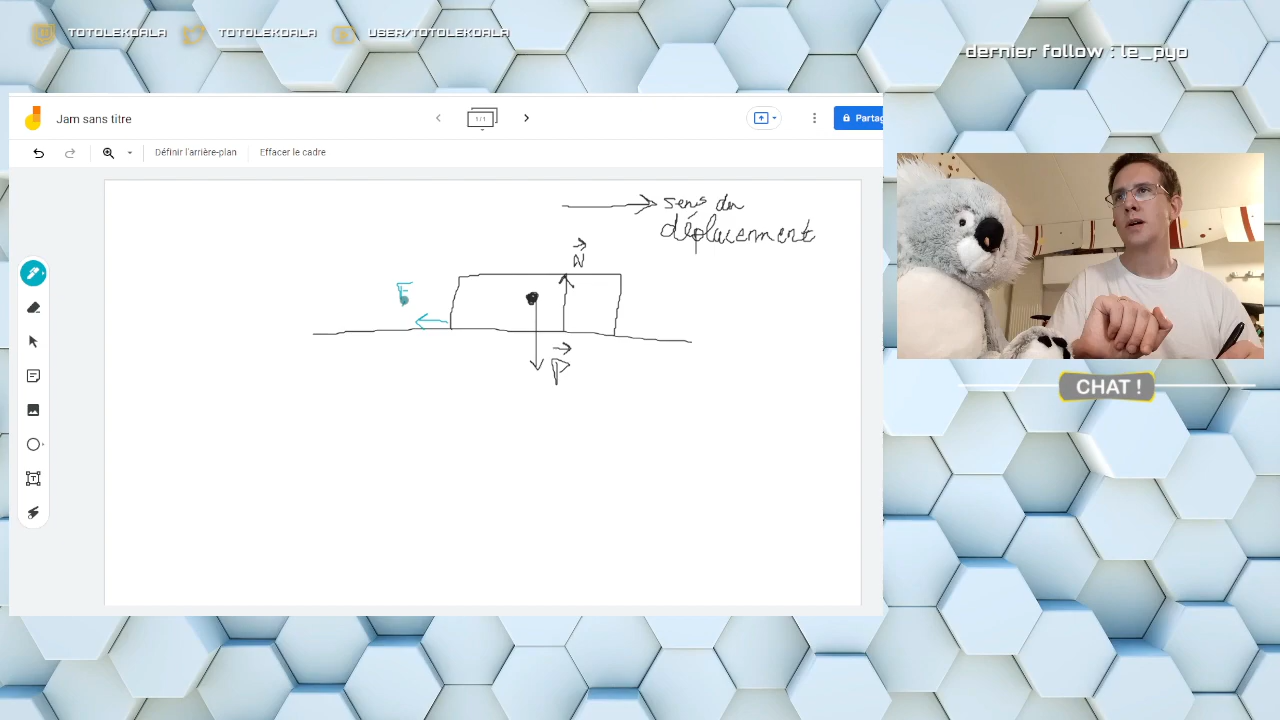 TOTOLEKOALA TOTOLEKOALA USER/TOTOLEKOALA
dernier follow : le_pyo
Jam sans titre
1/1
Partag
Définir l'arrière-plan Effacer le cadre
sens du
déplacement
N
F
P
CHAT !